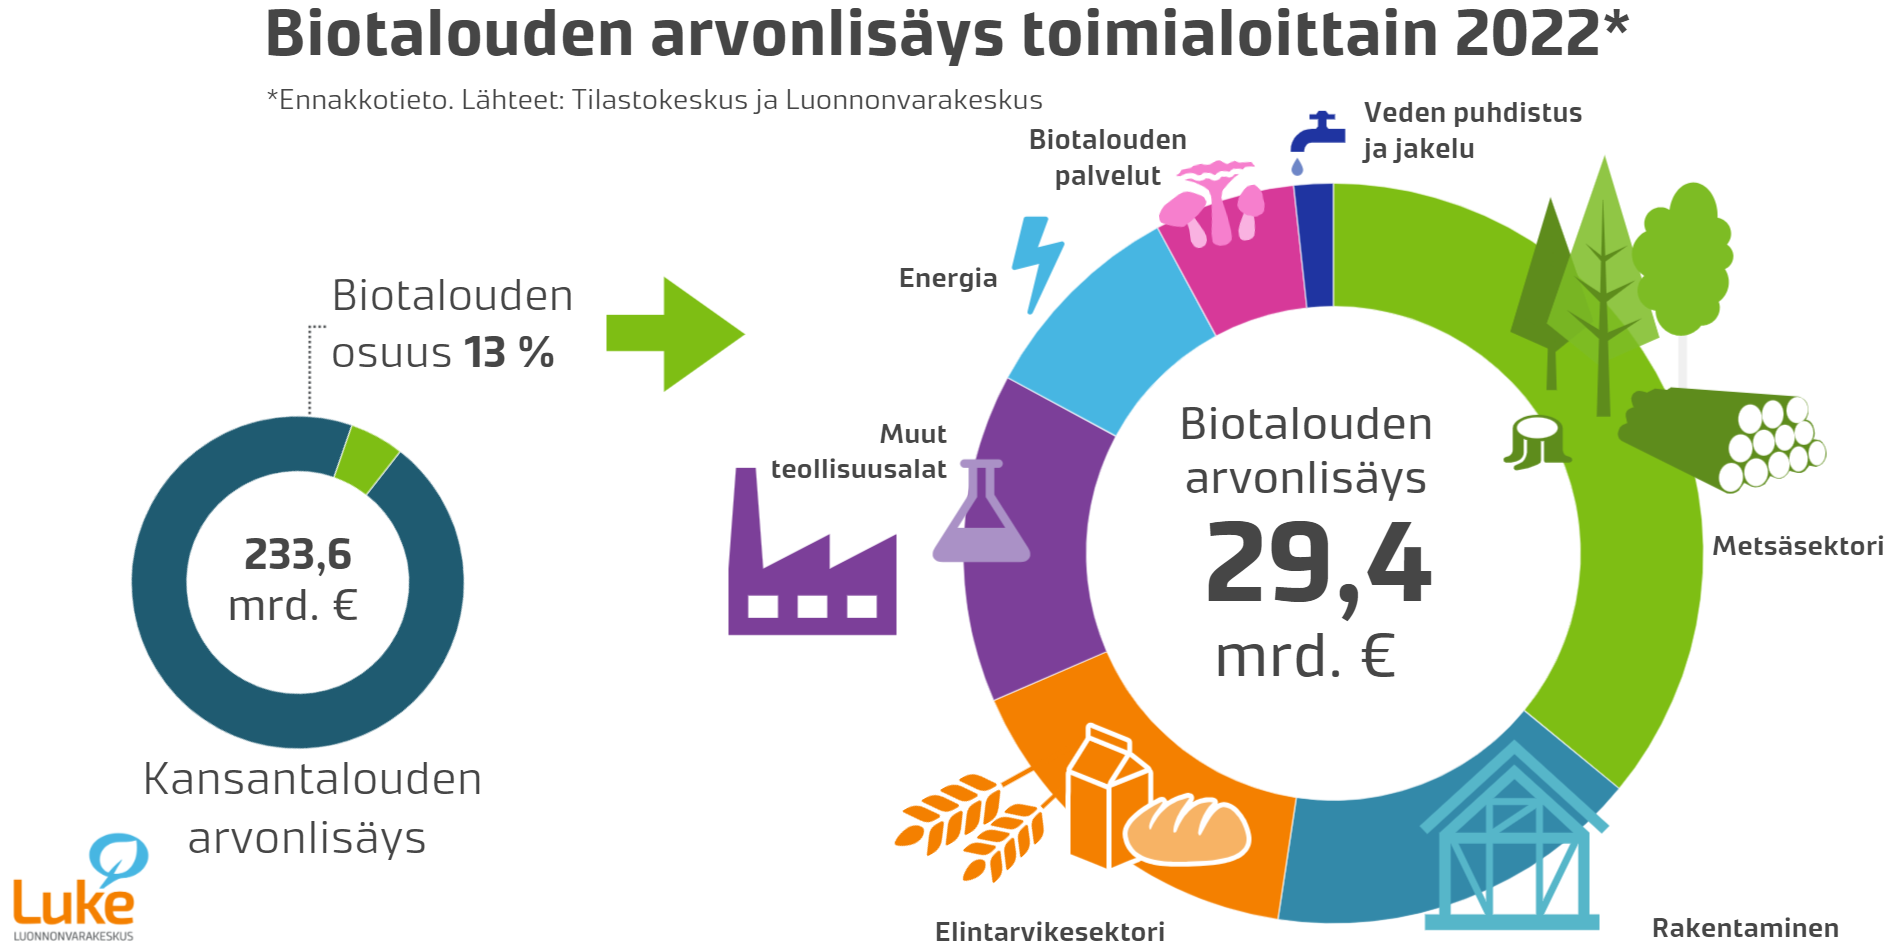 Biotalouden arvonlisäys toimialoittain 2022*
*Ennakkotieto. Lähteet: Tilastokeskus ja Luonnonvarakeskus
Biotalouden
osuus 13 %
233,6
mrd. €
Kansantalouden
arvonlisäys
Veden puhdistus
ja jakelu
Biotalouden
palvelut
Energia
Muut
teollisuusalat
Biotalouden
arvonlisäys
29,4
mrd. €
Metsäsektori
Elintarvikesektori
Rakentaminen
Luke
LUONNONVARAKESKUS